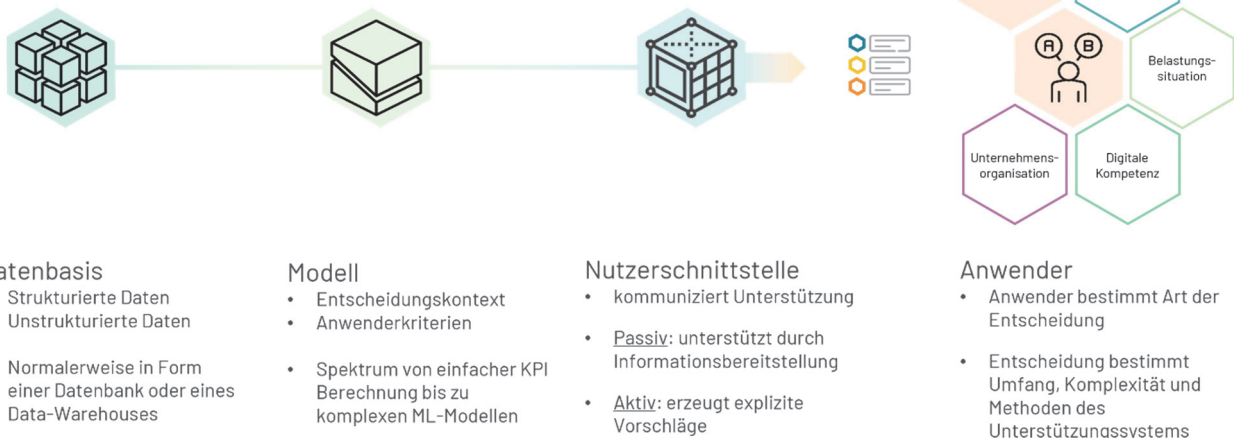 A B
Belastungs-
situation
Unternehmens-
organisation
Digitale
Kompetenz
atenbasis
Strukturierte Daten
Unstrukturierte Daten
Normalerweise in Form
einer Datenbank oder eines
Data-Warehouses
Modell
• Entscheidungskontext
• Anwenderkriterien
• Spektrum von einfacher KPI
Berechnung bis zu
komplexen ML-Modellen
Nutzerschnittstelle
• kommuniziert Unterstützung
• Passiv: unterstützt durch
Informationsbereitstellung
• Aktiv: erzeugt explizite
Vorschläge
Anwender
• Anwender bestimmt Art der
Entscheidung
• Entscheidung bestimmt
Umfang, Komplexität und
Methoden des
Unterstützungssystems